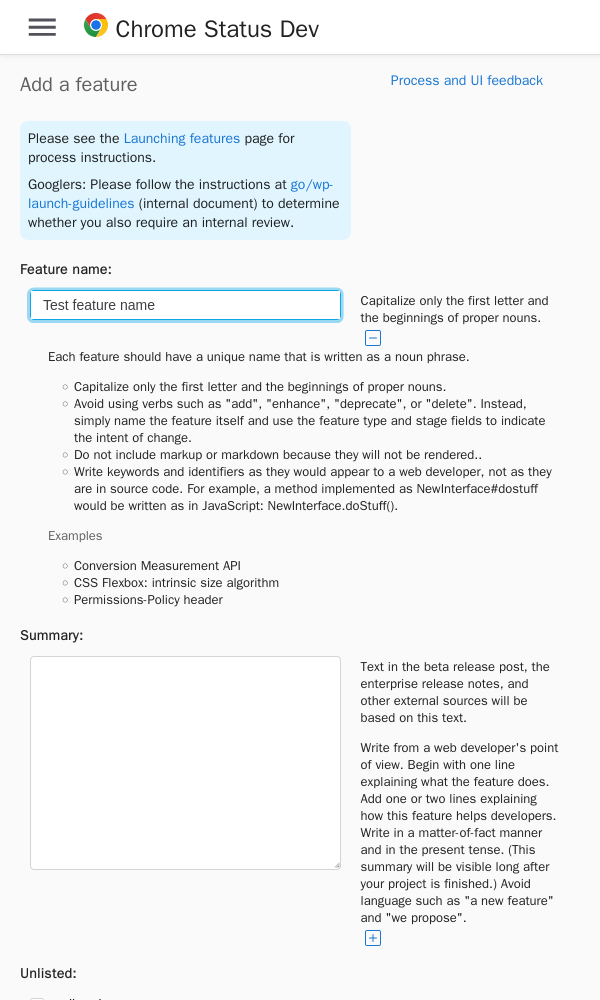 Chrome Status Dev
Add a feature
Process and UI feedback
Please see the Launching features page for
process instructions.
Googlers: Please follow the instructions at go/wp-
launch-guidelines (internal document) to determine
whether you also require an internal review.
Feature name:
Test feature name
Capitalize only the first letter and
the beginnings of proper nouns.
Each feature should have a unique name that is written as a noun phrase.
Capitalize only the first letter and the beginnings of proper nouns.
Avoid using verbs such as "add", "enhance", "deprecate", or "delete". Instead,
simply name the feature itself and use the feature type and stage fields to indicate
the intent of change.
Do not include markup or markdown because they will not be rendered..
Write keywords and identifiers as they would appear to a web developer, not as they
are in source code. For example, a method implemented as NewInterface#dostuff
would be written as in JavaScript: NewInterface.doStuff().
Examples
Conversion Measurement API
CSS Flexbox: intrinsic size algorithm
Permissions-Policy header
Summary:
Text in the beta release post, the
enterprise release notes, and
other external sources will be
based on this text.
Write from a web developer's point
of view. Begin with one line
explaining what the feature does.
Add one or two lines explaining
how this feature helps developers.
Write in a matter-of-fact manner
and in the present tense. (This
summary will be visible long after
your project is finished.) Avoid
language such as "a new feature"
and "we propose".
Unlisted: